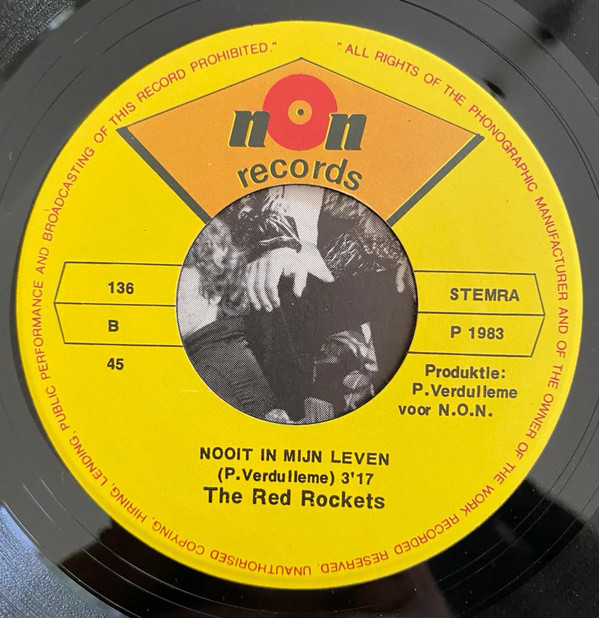 "ALL RIGHTS OF THE PHONOGRAPHIC MANUFACTURER AND OF THE OWNER OF THE WORK RECORDED RESERVED. UNAUTHORISED COPYING, HIRING, LENDING, PUBLIC PERFORMANCE AND BROADCASTING OF THIS RECORD PROHIBITED."
non
records
136
B
45
STEMRA
P 1983
Produktie:
P.Verdulleme
voor N.O.N.
NOOIT IN MIJN LEVEN
(P.Verdulleme) 3'17
The Red Rockets